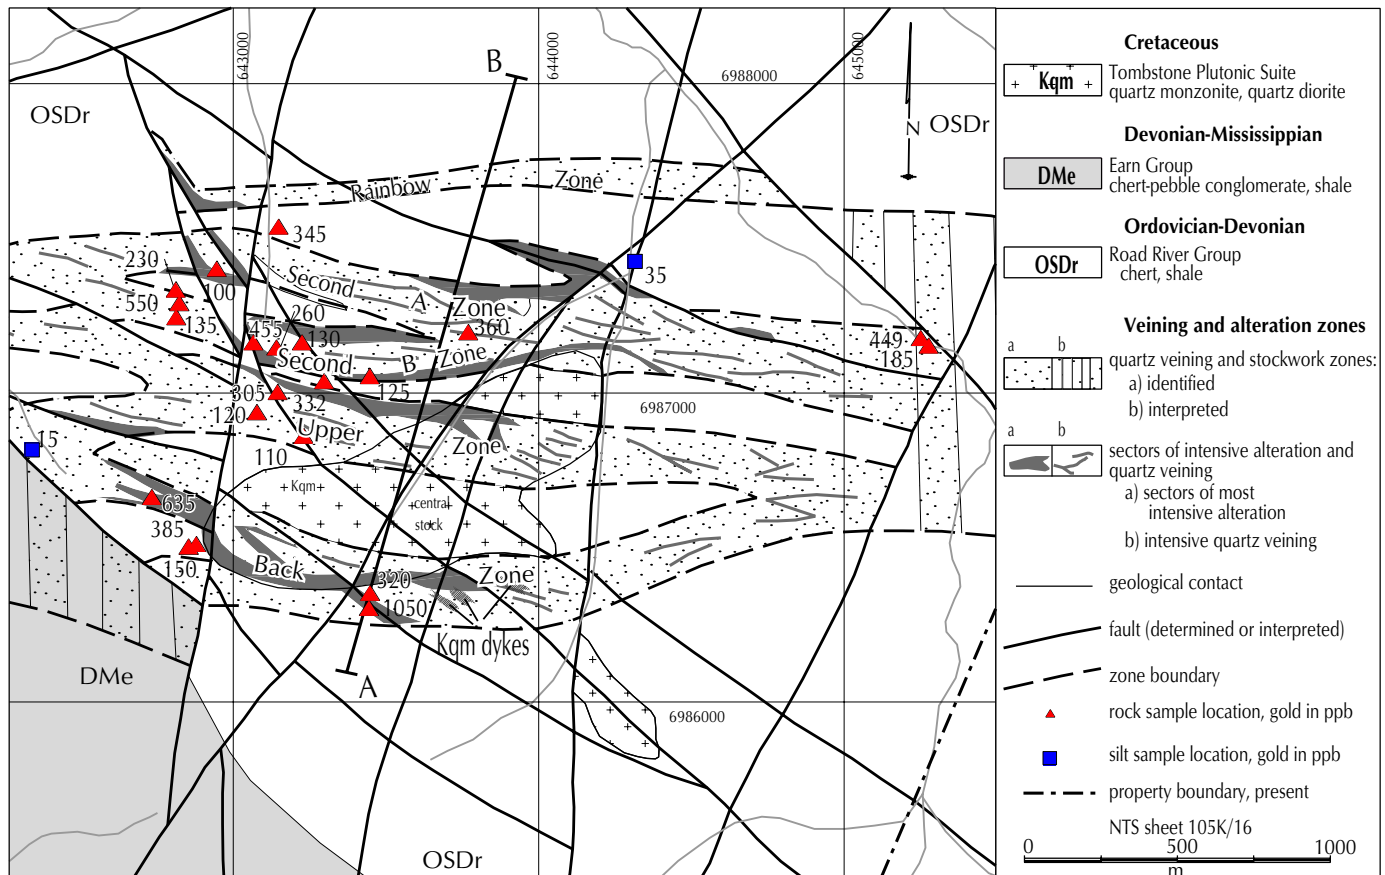 643000
644000
645000
6988000
B
OSDr
N
OSDr
Rainbow
Zone
345
230
100
550
135
Second
A
Zone
260
35
455
130
360
449
185
Second
B
Zone
305
332
125
6987000
120
Upper
Zone
15
110
Kqm
central
stock
635
385
150
Back
Zone
320
1050
Kqm dykes
A
DMe
6986000
OSDr
Cretaceous
Kqm
Tombstone Plutonic Suite
quartz monzonite, quartz diorite
Devonian-Mississippian
DMe
Earn Group
chert-pebble conglomerate, shale
Ordovician-Devonian
OSDr
Road River Group
chert, shale
Veining and alteration zones
a
b
quartz veining and stockwork zones:
a) identified
b) interpreted
a
b
sectors of intensive alteration and
quartz veining
a) sectors of most
intensive alteration
b) intensive quartz veining
geological contact
fault (determined or interpreted)
zone boundary
rock sample location, gold in ppb
silt sample location, gold in ppb
property boundary, present
NTS sheet 105K/16
0
500
1000
m